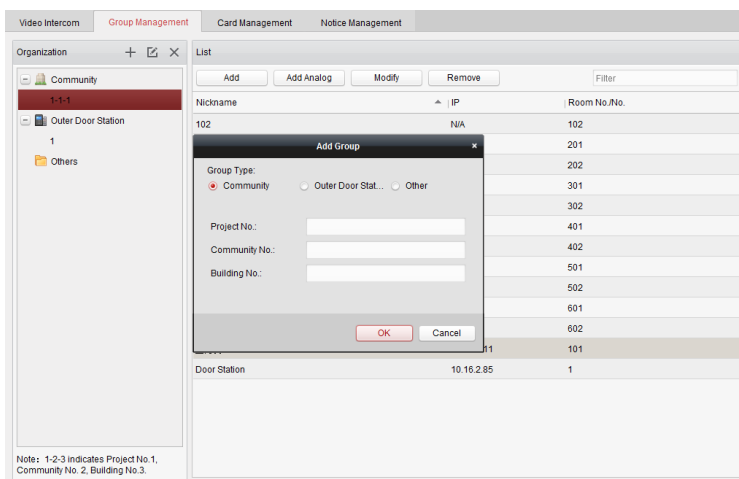 Video Intercom Group Management Card Management Notice Management
Organization
List
Community
1-1-1
Outer Door Station
1
Others
Note: 1-2-3 indicates Project No.1,
Community No. 2, Building No.3.
Add Add Analog Modify Remove Filter
Nickname IP Room No./No.
102 N/A 102
201
202
301
302
401
402
501
502
601
602
11 101
Door Station 10.16.2.85 1
Add Group
Group Type:
Community Outer Door Stat... Other
Project No.:
Community No.:
Building No.:
OK Cancel